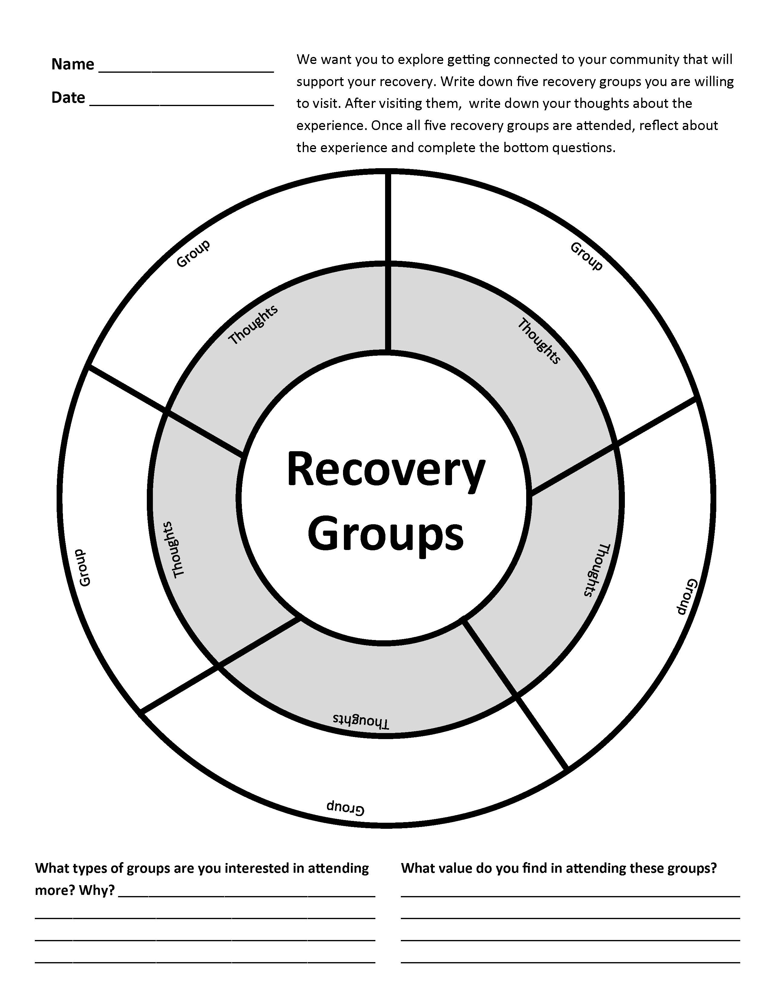 Name
Date
We want you to explore getting connected to your community that will
support your recovery. Write down five recovery groups you are willing
to visit. After visiting them,  write down your thoughts about the
experience. Once all five recovery groups are attended, reflect about
the experience and complete the bottom questions.
Group
Group
Thoughts
Thoughts
Recovery
Groups
Thoughts
Thoughts
Group
Group
Thoughts
Group
What types of groups are you interested in attending
more? Why?
What value do you find in attending these groups?